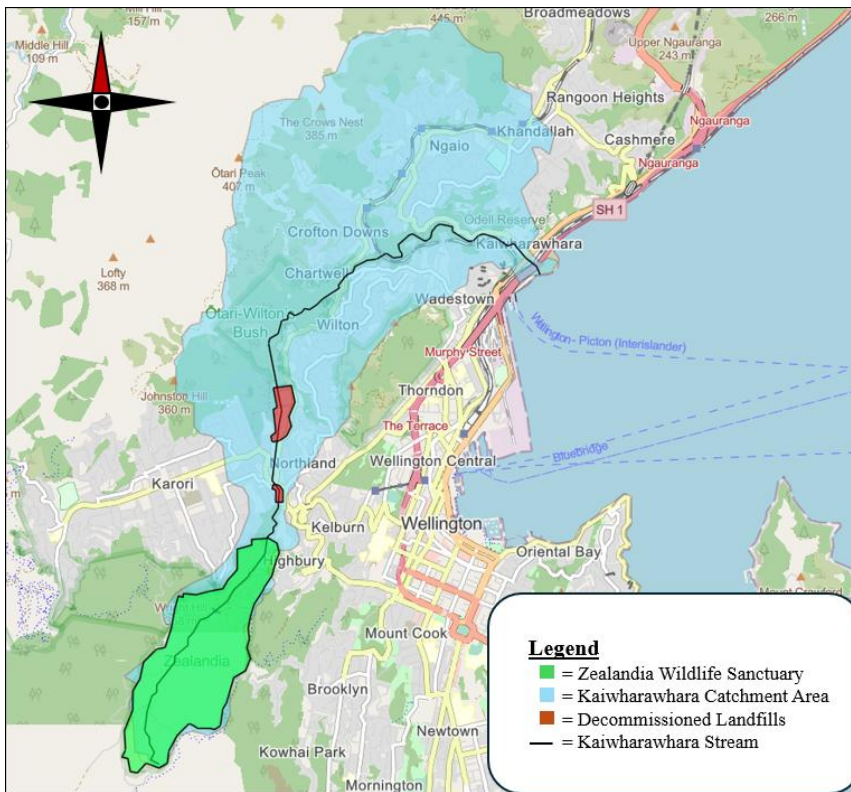 Mill Hill
157 m
Middle Hill
109 m
445 m
Broadmeadows
266 m
Upper Ngauranga
243 m
Rangoon Heights
The Crows Nest
385 m
Khandallah
Ngaio
Cashmere
Ngauranga
Ngauranga
Ōtari Peak
407 m
SH 1
Odell Reserve
Crofton Downs
Kaiwharawhara
Lofty
368 m
Chartwell
Wadestown
Otari-Wilton
Bush
Wilton
Wellington - Picton (Interislander)
Murphy Street
Johnston Hill
360 m
Thorndon
The Terrace
Bluebridge
Northland
Wellington Central
Karori
Kelburn
Wellington
Highbury
Oriental Bay
Mount Crawford
Mount Cook
Zealandia
Brooklyn
Newtown
Kowhai Park
Mornington
Legend
= Zealandia Wildlife Sanctuary
= Kaiwharawhara Catchment Area
= Decommissioned Landfills
= Kaiwharawhara Stream